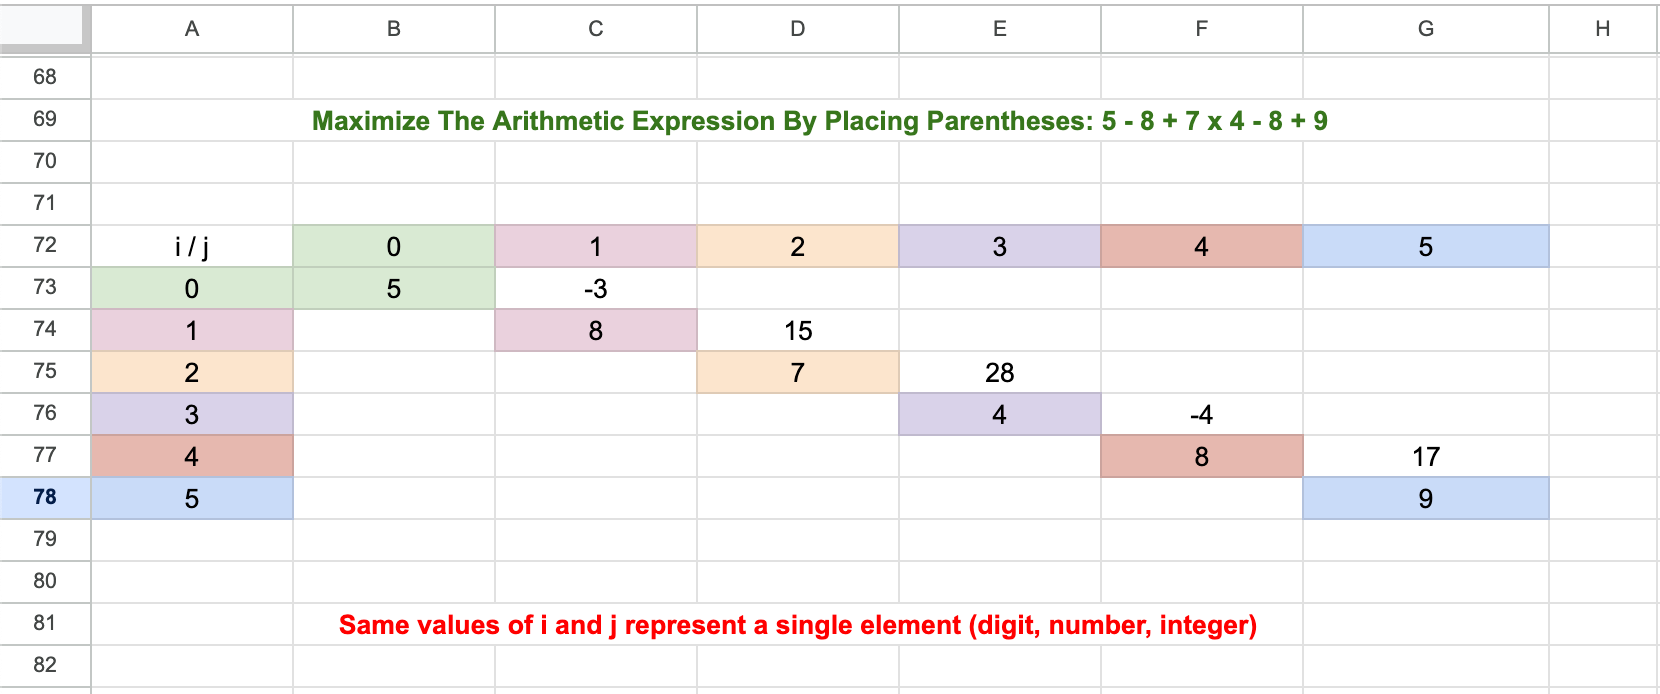 A B C D E F G H
68
69 Maximize The Arithmetic Expression By Placing Parentheses: 5 - 8 + 7 x 4 - 8 + 9
70
71
72 i / j 0 1 2 3 4 5
73 0 5 -3
74 1 8 15
75 2 7 28
76 3 4 -4
77 4 8 17
78 5 9
79
80
81 Same values of i and j represent a single element (digit, number, integer)
82